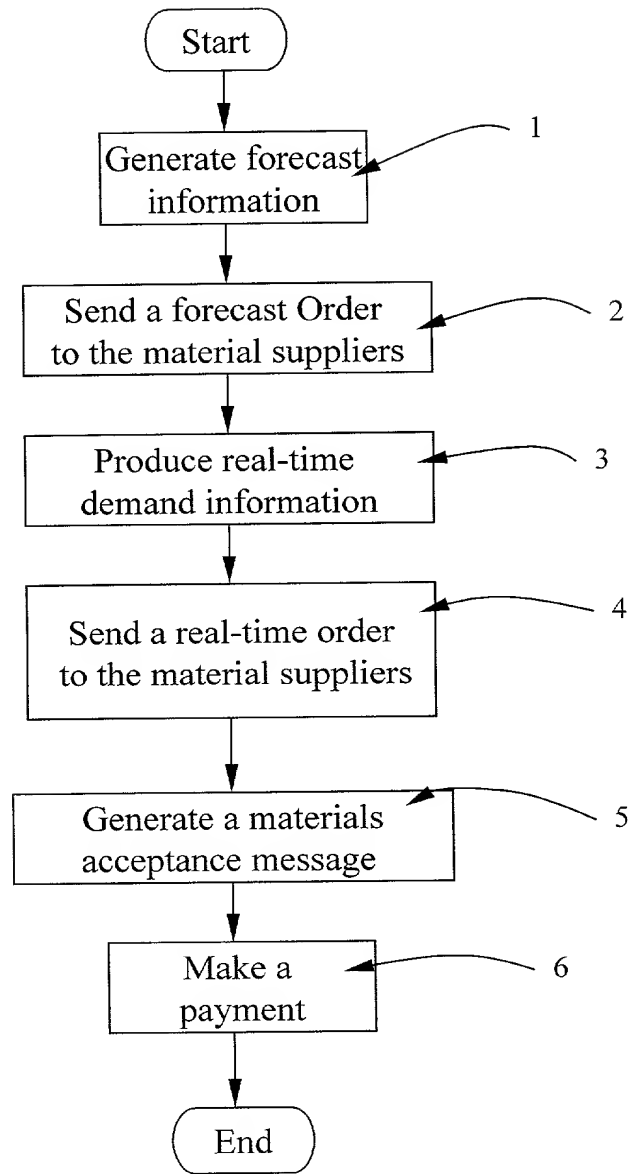 Start
1
Generate forecast
information
2
Send a forecast Order
to the material suppliers
3
Produce real-time
demand information
4
Send a real-time order
to the material suppliers
5
Generate a materials
acceptance message
6
Make a
payment
End